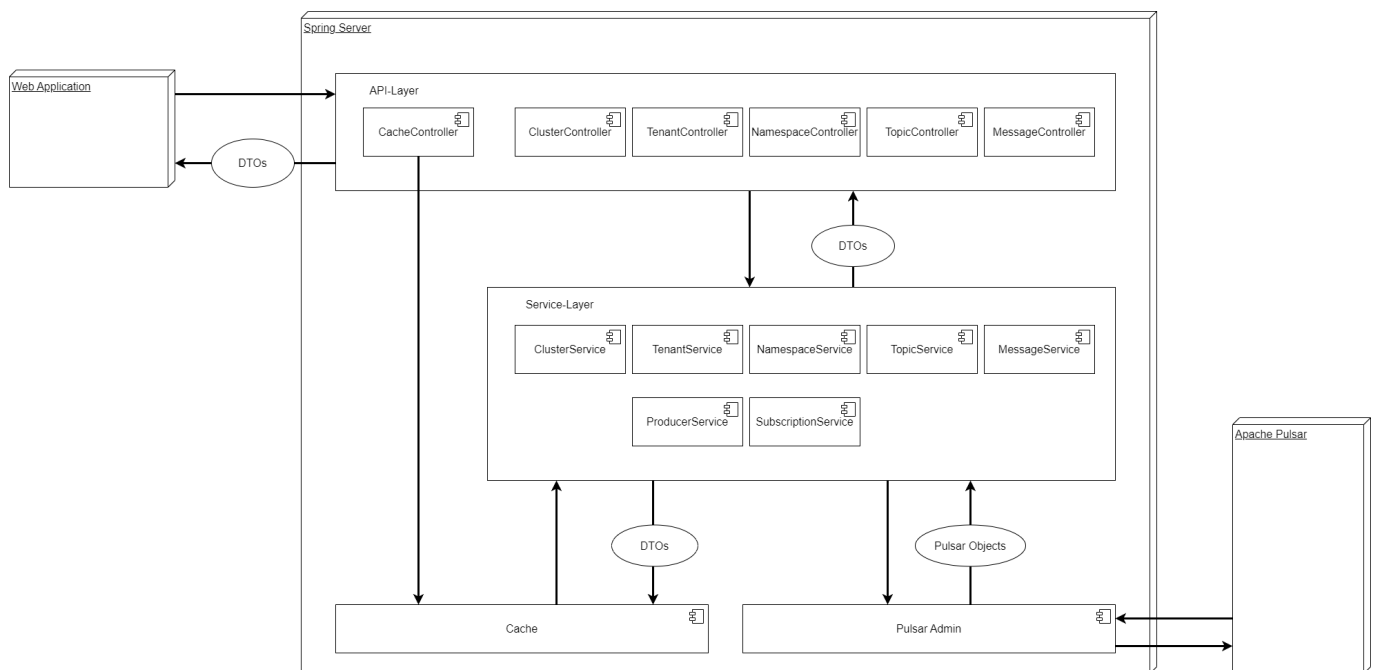 Spring Server
Web Application
API-Layer
CacheController
ClusterController
TenantController
NamespaceController
TopicController
MessageController
DTOs
DTOs
Service-Layer
ClusterService
TenantService
NamespaceService
TopicService
MessageService
ProducerService
SubscriptionService
Apache Pulsar
DTOs
Pulsar Objects
Cache
Pulsar Admin